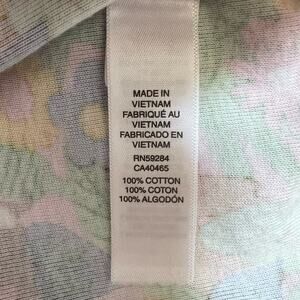 MADE IN
VIETNAM
FABRIQUÉ AU
VIETNAM
FABRICADO EN
VIETNAM
RN59284
CA40465
100% COTTON
100% COTON
100% ALGODÓN